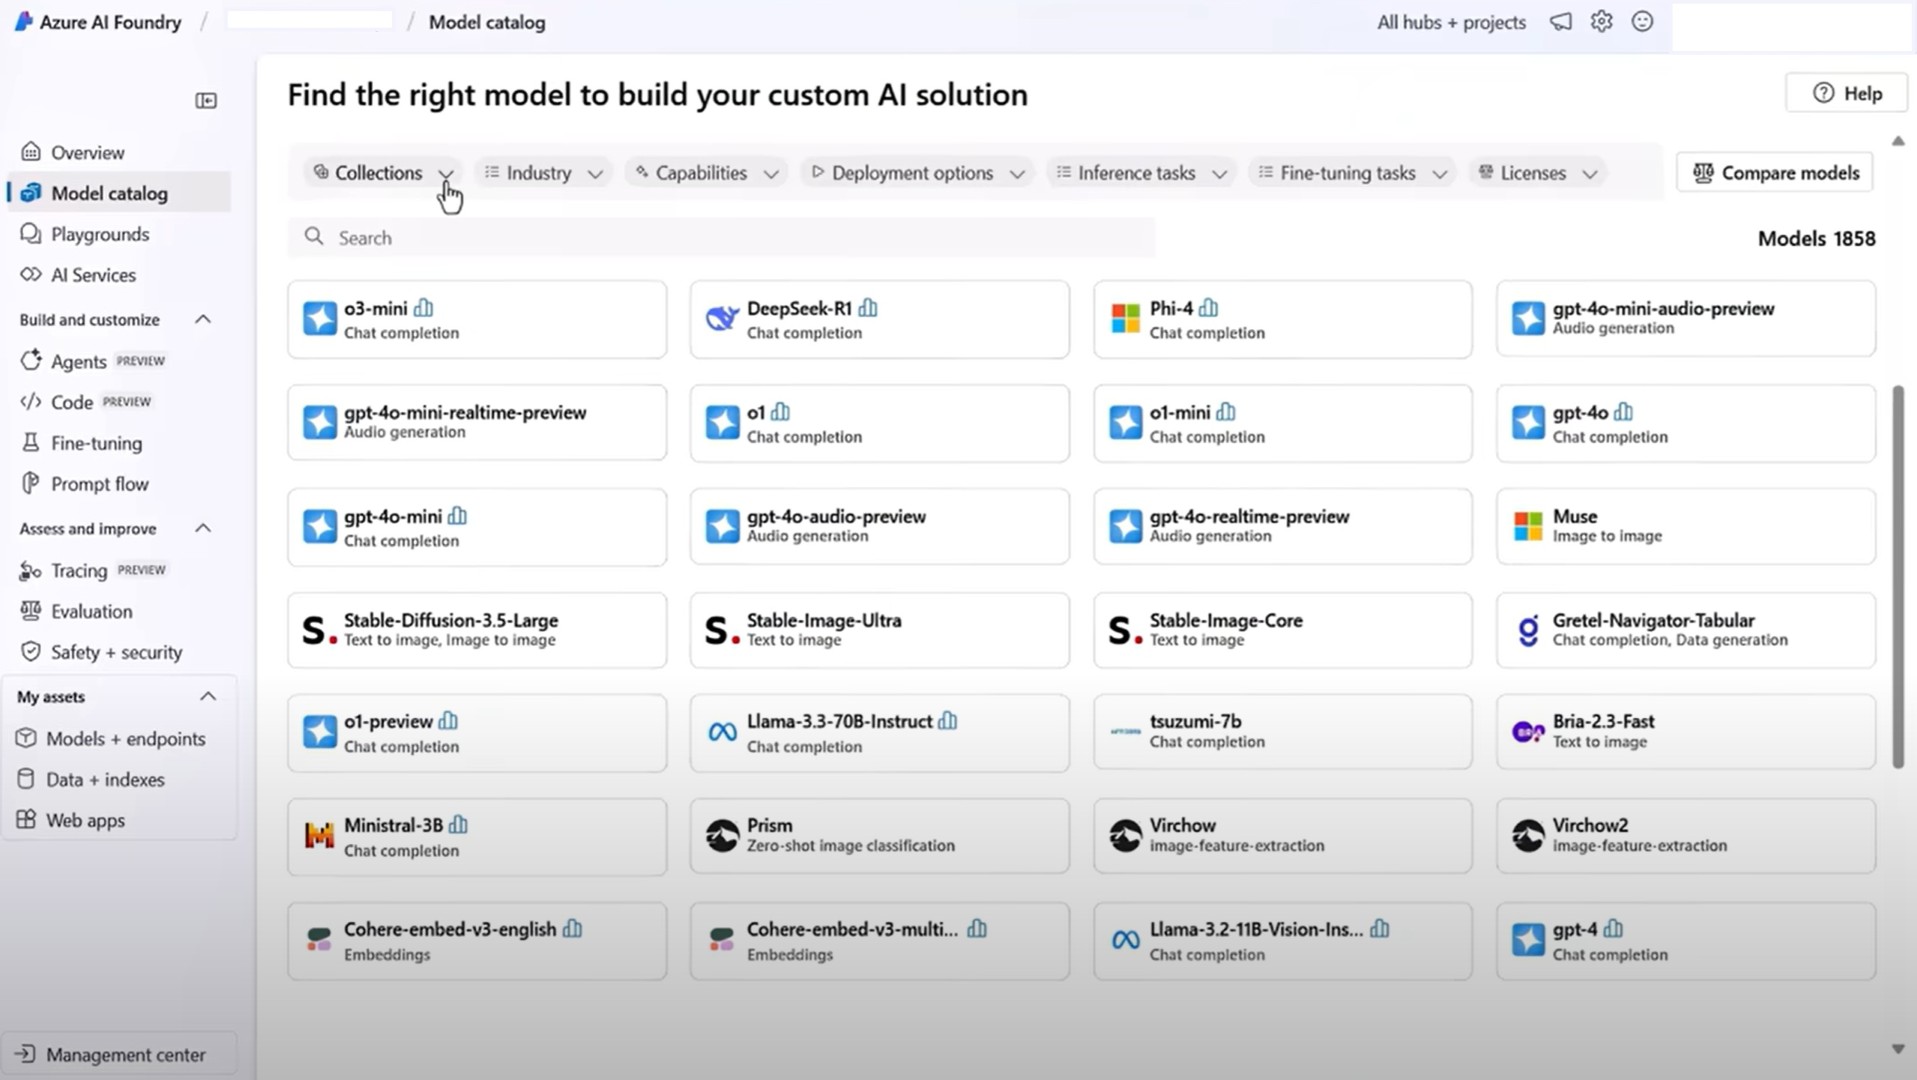 Azure AI Foundry / / Model catalog
All hubs + projects
Find the right model to build your custom AI solution
Help
Overview
Model catalog
Playgrounds
AI Services
Build and customize
Agents PREVIEW
Code PREVIEW
Fine-tuning
Prompt flow
Assess and improve
Tracing PREVIEW
Evaluation
Safety + security
My assets
Models + endpoints
Data + indexes
Web apps
Management center
Collections Industry Capabilities Deployment options Inference tasks Fine-tuning tasks Licenses
Compare models
Search
Models 1858
o3-mini
Chat completion
DeepSeek-R1
Chat completion
Phi-4
Chat completion
gpt-4o-mini-audio-preview
Audio generation
gpt-4o-mini-realtime-preview
Audio generation
o1
Chat completion
o1-mini
Chat completion
gpt-4o
Chat completion
gpt-4o-mini
Chat completion
gpt-4o-audio-preview
Audio generation
gpt-4o-realtime-preview
Audio generation
Muse
Image to image
Stable-Diffusion-3.5-Large
Text to image, Image to image
Stable-Image-Ultra
Text to image
Stable-Image-Core
Text to image
Gretel-Navigator-Tabular
Chat completion, Data generation
o1-preview
Chat completion
Llama-3.3-70B-Instruct
Chat completion
tsuzumi-7b
Chat completion
Bria-2.3-Fast
Text to image
Ministral-3B
Chat completion
Prism
Zero-shot image classification
Virchow
image-feature-extraction
Virchow2
image-feature-extraction
Cohere-embed-v3-english
Embeddings
Cohere-embed-v3-multi...
Embeddings
Llama-3.2-11B-Vision-Ins...
Chat completion
gpt-4
Chat completion